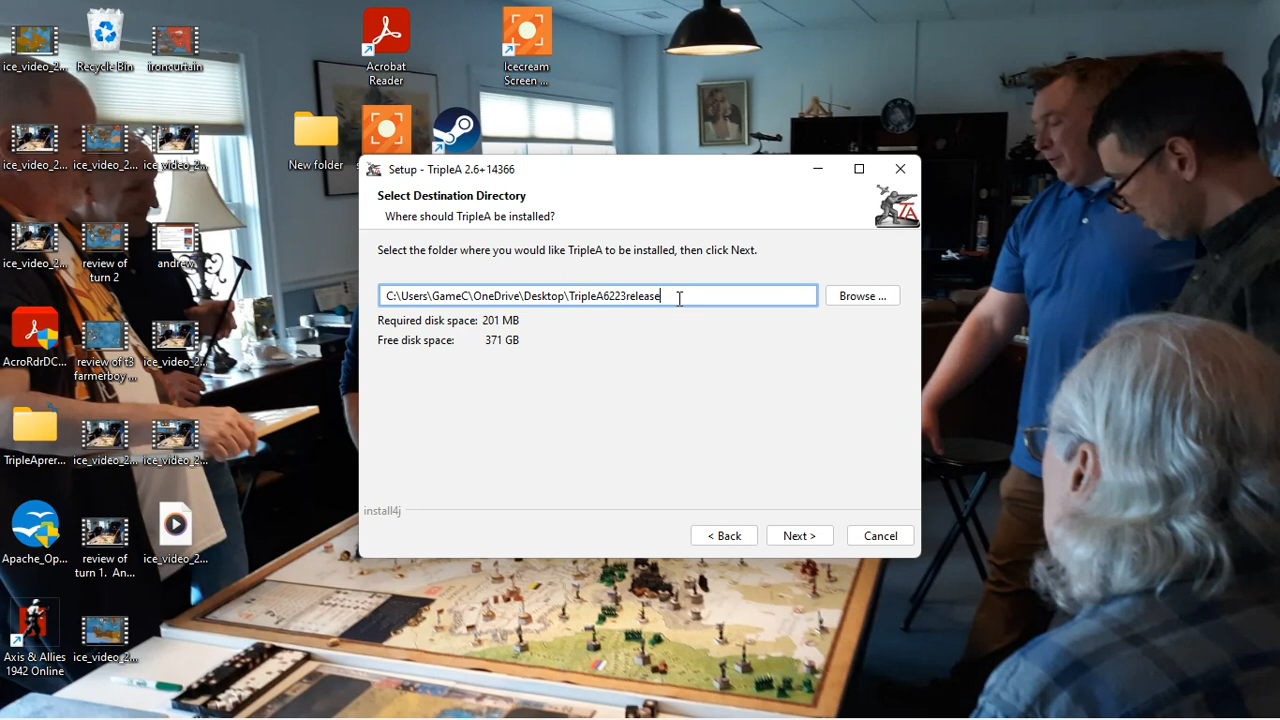 ice_video_2...
Recycle Bin
ironcurtain
Acrobat
Reader
Icecream
Screen ...
ice_video_2...
ice_video_2...
ice_video_2...
New folder
ice_video_2...
review of
turn 2
andrew
AcroRdrDC...
review of t3
farmerboy ...
ice_video_2...
TripleAprer...
ice_video_2...
ice_video_2...
Apache_Op...
review of
turn 1. An...
ice_video_2...
Axis & Allies
1942 Online
ice_video_2...
Setup - TripleA 2.6+14366
Select Destination Directory
Where should TripleA be installed?
TA
Select the folder where you would like TripleA to be installed, then click Next.
C:\Users\GameC\OneDrive\Desktop\TripleA6223release
Browse ...
Required disk space: 201 MB
Free disk space: 371 GB
install4j
< Back
Next >
Cancel